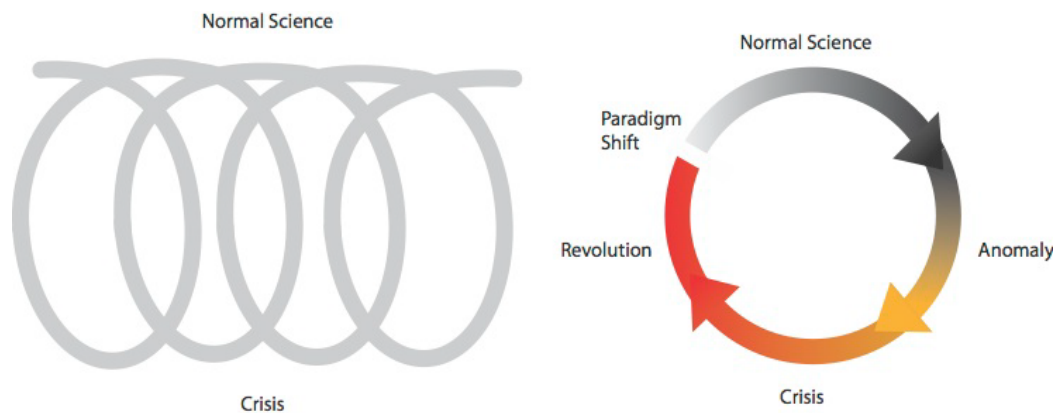 Normal Science
Crisis
Normal Science
Paradigm
Shift
Revolution
Anomaly
Crisis